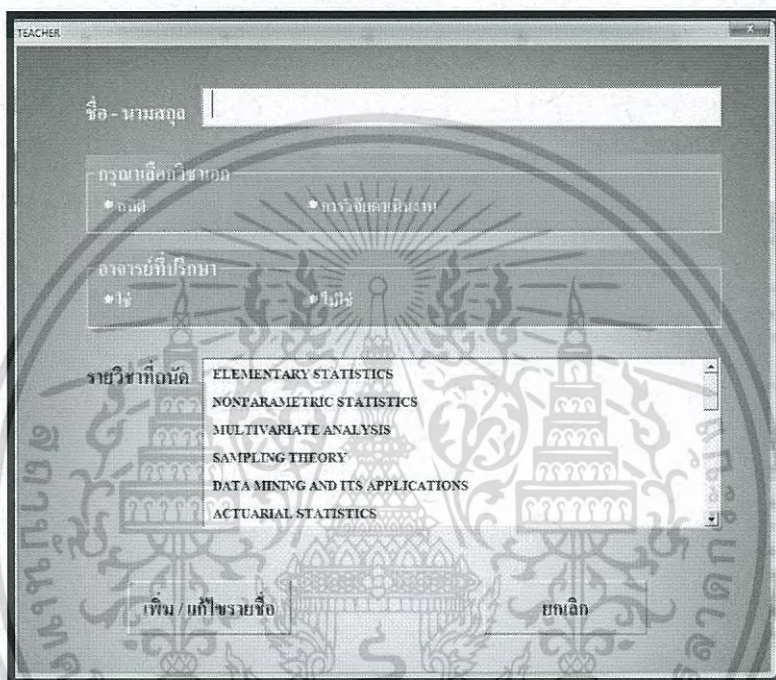 TEACHER
ชื่อ - นามสกุล
กรุณาเลือกวิชาเอก
สถิติ การวิจัยดำเนินงาน
อาจารย์ที่ปรึกษา
ใช่ ไม่ใช่
รายวิชาที่ถนัด
ELEMENTARY STATISTICS
NONPARAMETRIC STATISTICS
MULTIVARIATE ANALYSIS
SAMPLING THEORY
DATA MINING AND ITS APPLICATIONS
ACTUARIAL STATISTICS
เพิ่ม / แก้ไขรายชื่อ ยกเลิก